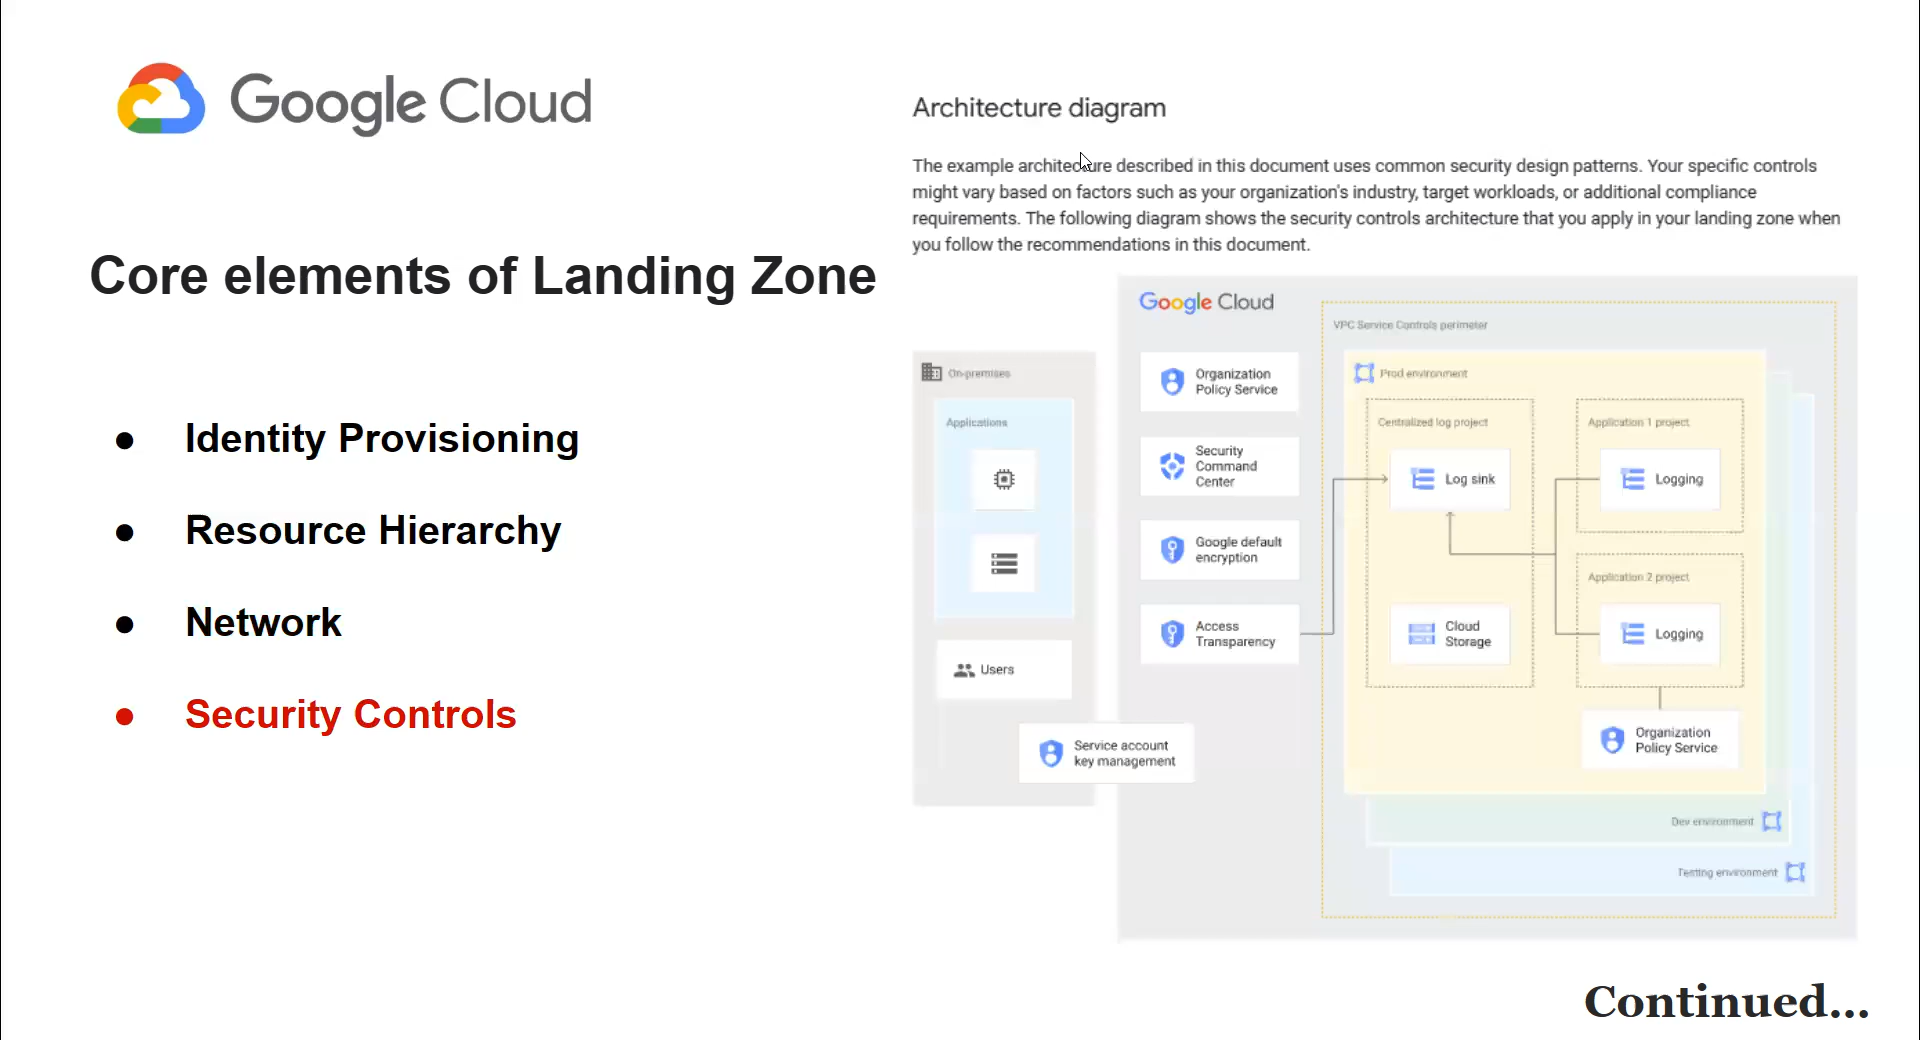 Google Cloud
Core elements of Landing Zone
● Identity Provisioning
● Resource Hierarchy
● Network
● Security Controls
Architecture diagram
The example architecture described in this document uses common security design patterns. Your specific controls
might vary based on factors such as your organization's industry, target workloads, or additional compliance
requirements. The following diagram shows the security controls architecture that you apply in your landing zone when
you follow the recommendations in this document.
On-premises
Applications
Users
Service account
key management
Google Cloud
Organization
Policy Service
Security
Command
Center
Google default
encryption
Access
Transparency
VPC Service Controls perimeter
Prod environment
Centralized log project
Log sink
Cloud
Storage
Application 1 project
Logging
Application 2 project
Logging
Organization
Policy Service
Dev environment
Testing environment
Continued...